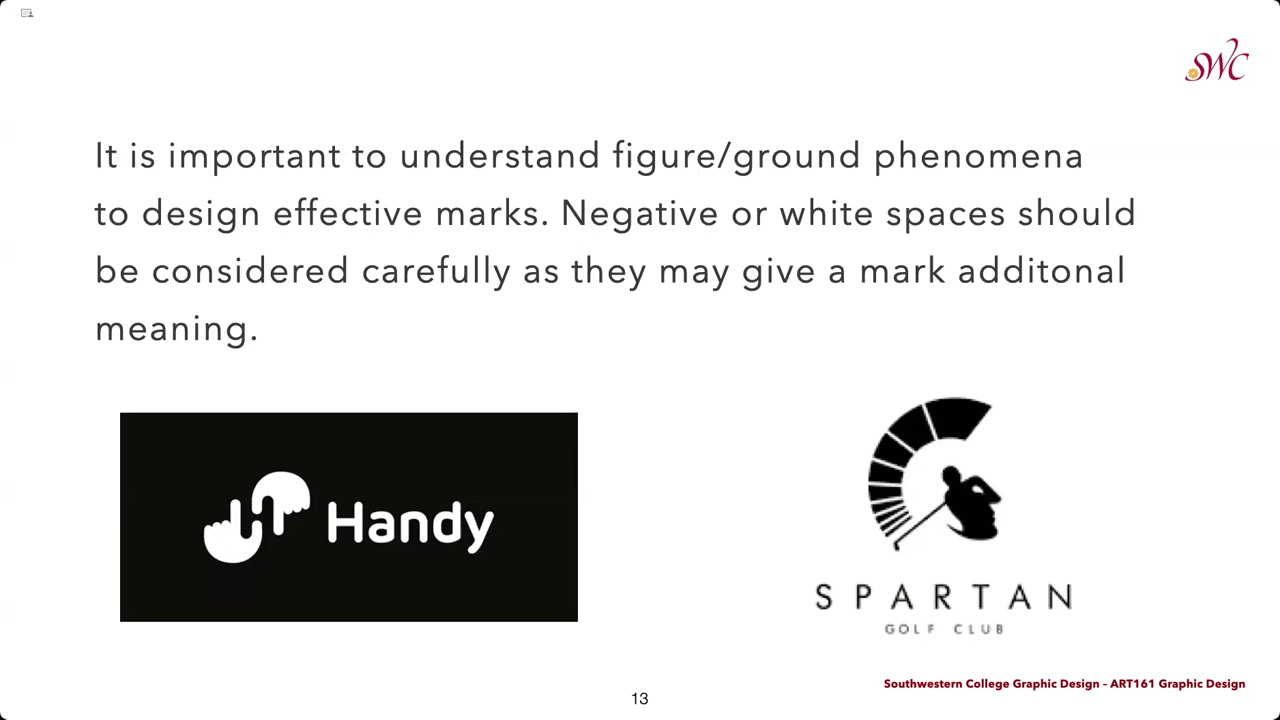 SWC
It is important to understand figure/ground phenomena
to design effective marks. Negative or white spaces should
be considered carefully as they may give a mark additonal
meaning.
Handy
SPARTAN
GOLF CLUB
Southwestern College Graphic Design – ART161 Graphic Design
13